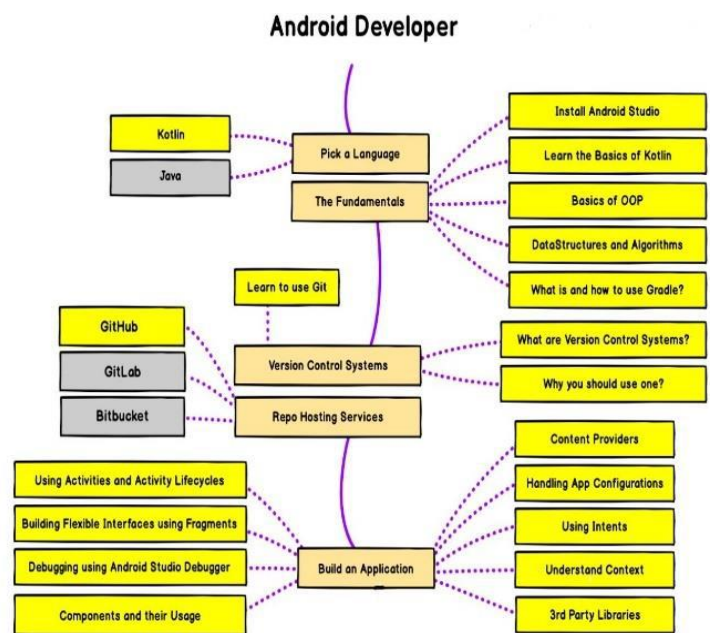 Android Developer
Kotlin
Java
Pick a Language
The Fundamentals
Install Android Studio
Learn the Basics of Kotlin
Basics of OOP
DataStructures and Algorithms
What is and how to use Gradle?
Learn to use Git
GitHub
GitLab
Bitbucket
Version Control Systems
Repo Hosting Services
What are Version Control Systems?
Why you should use one?
Using Activities and Activity Lifecycles
Building Flexible Interfaces using Fragments
Debugging using Android Studio Debugger
Components and their Usage
Build an Application
Content Providers
Handling App Configurations
Using Intents
Understand Context
3rd Party Libraries